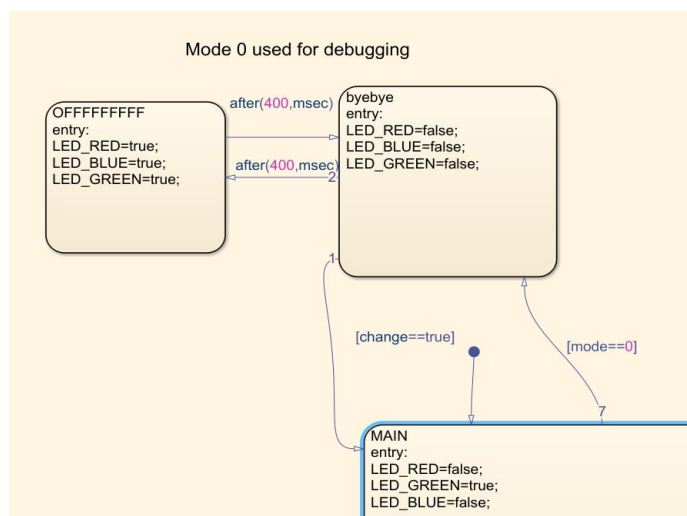 Mode 0 used for debugging
OFFFFFFFFF
entry:
LED_RED=true;
LED_BLUE=true;
LED_GREEN=true;
after(400,msec)
after(400,msec)
2
byebye
entry:
LED_RED=false;
LED_BLUE=false;
LED_GREEN=false;
1
[change==true]
[mode==0]
7
MAIN
entry:
LED_RED=false;
LED_GREEN=true;
LED_BLUE=false;